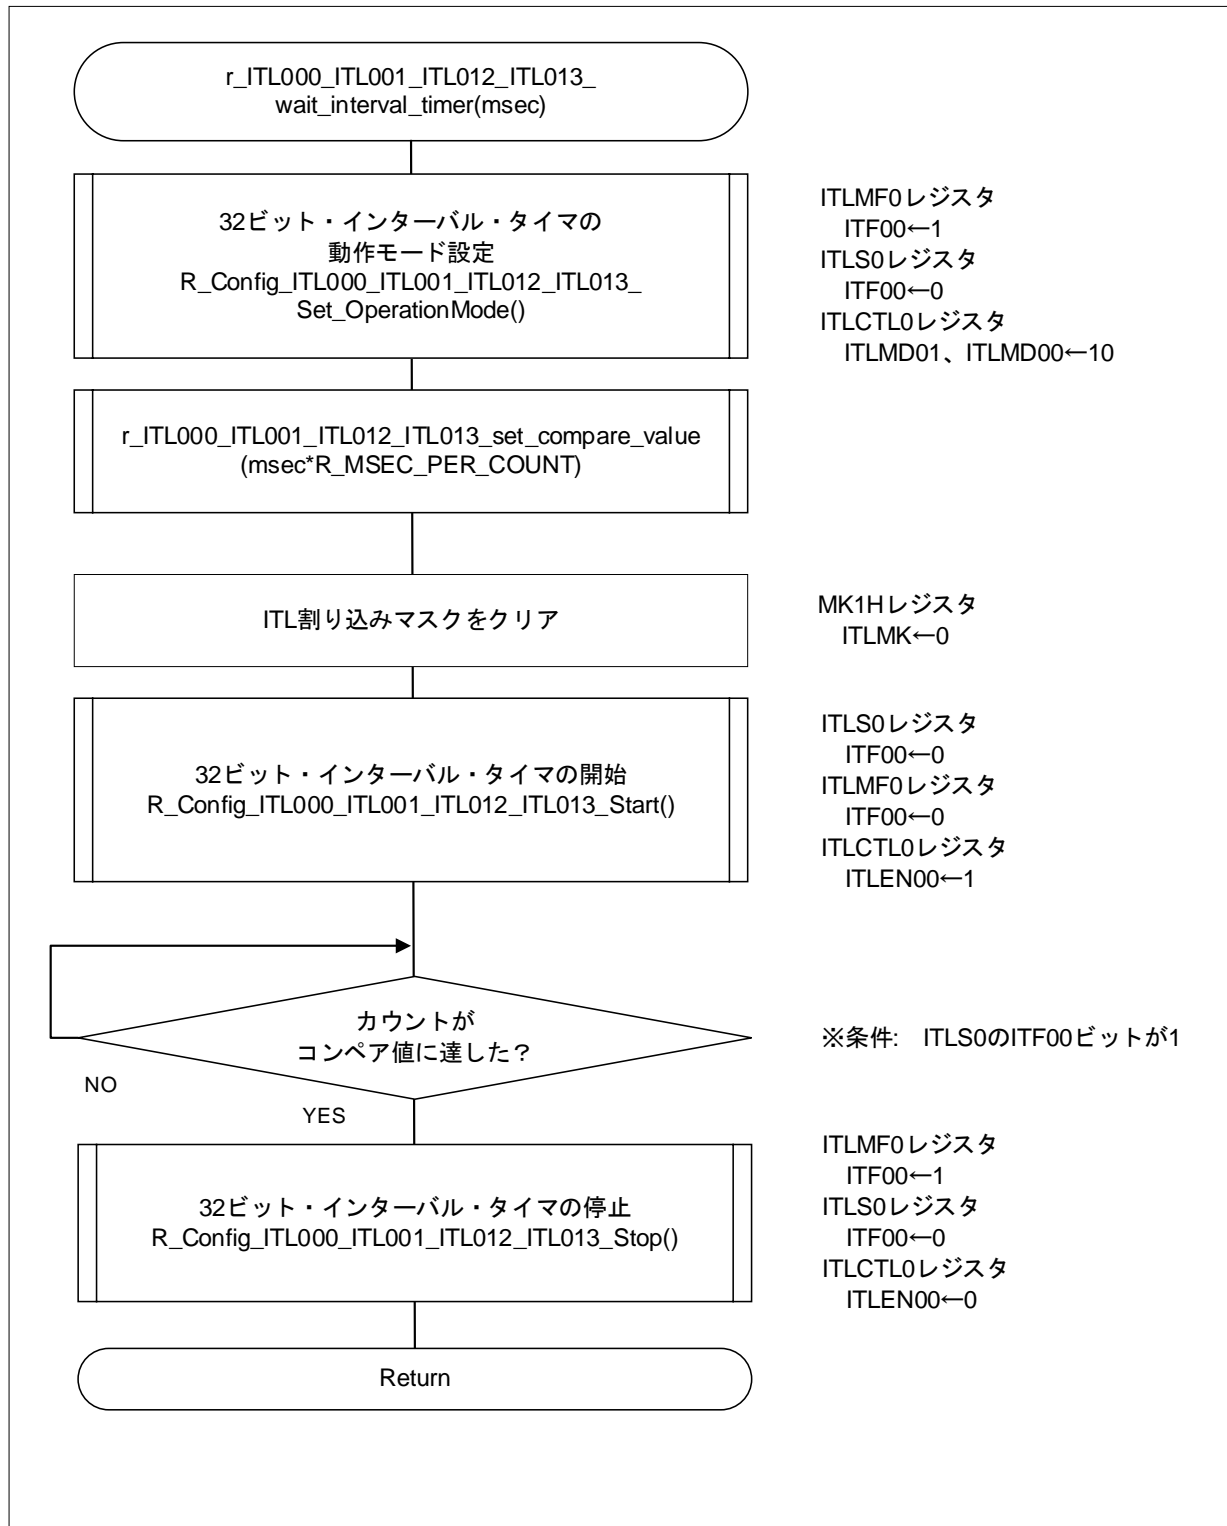 r_ITL000_ITL001_ITL012_ITL013_
wait_interval_timer(msec)
32ビット・インターバル・タイマの
動作モード設定
R_Config_ITL000_ITL001_ITL012_ITL013_
Set_OperationMode()
ITLMF0レジスタ
ITF00←1
ITLS0レジスタ
ITF00←0
ITLCTL0レジスタ
ITLMD01、ITLMD00←10
r_ITL000_ITL001_ITL012_ITL013_set_compare_value
(msec*R_MSEC_PER_COUNT)
ITL割り込みマスクをクリア
MK1Hレジスタ
ITLMK←0
32ビット・インターバル・タイマの開始
R_Config_ITL000_ITL001_ITL012_ITL013_Start()
ITLS0レジスタ
ITF00←0
ITLMF0レジスタ
ITF00←0
ITLCTL0レジスタ
ITLEN00←1
カウントが
コンペア値に達した？
※条件: ITLS0のITF00ビットが1
NO
YES
32ビット・インターバル・タイマの停止
R_Config_ITL000_ITL001_ITL012_ITL013_Stop()
ITLMF0レジスタ
ITF00←1
ITLS0レジスタ
ITF00←0
ITLCTL0レジスタ
ITLEN00←0
Return